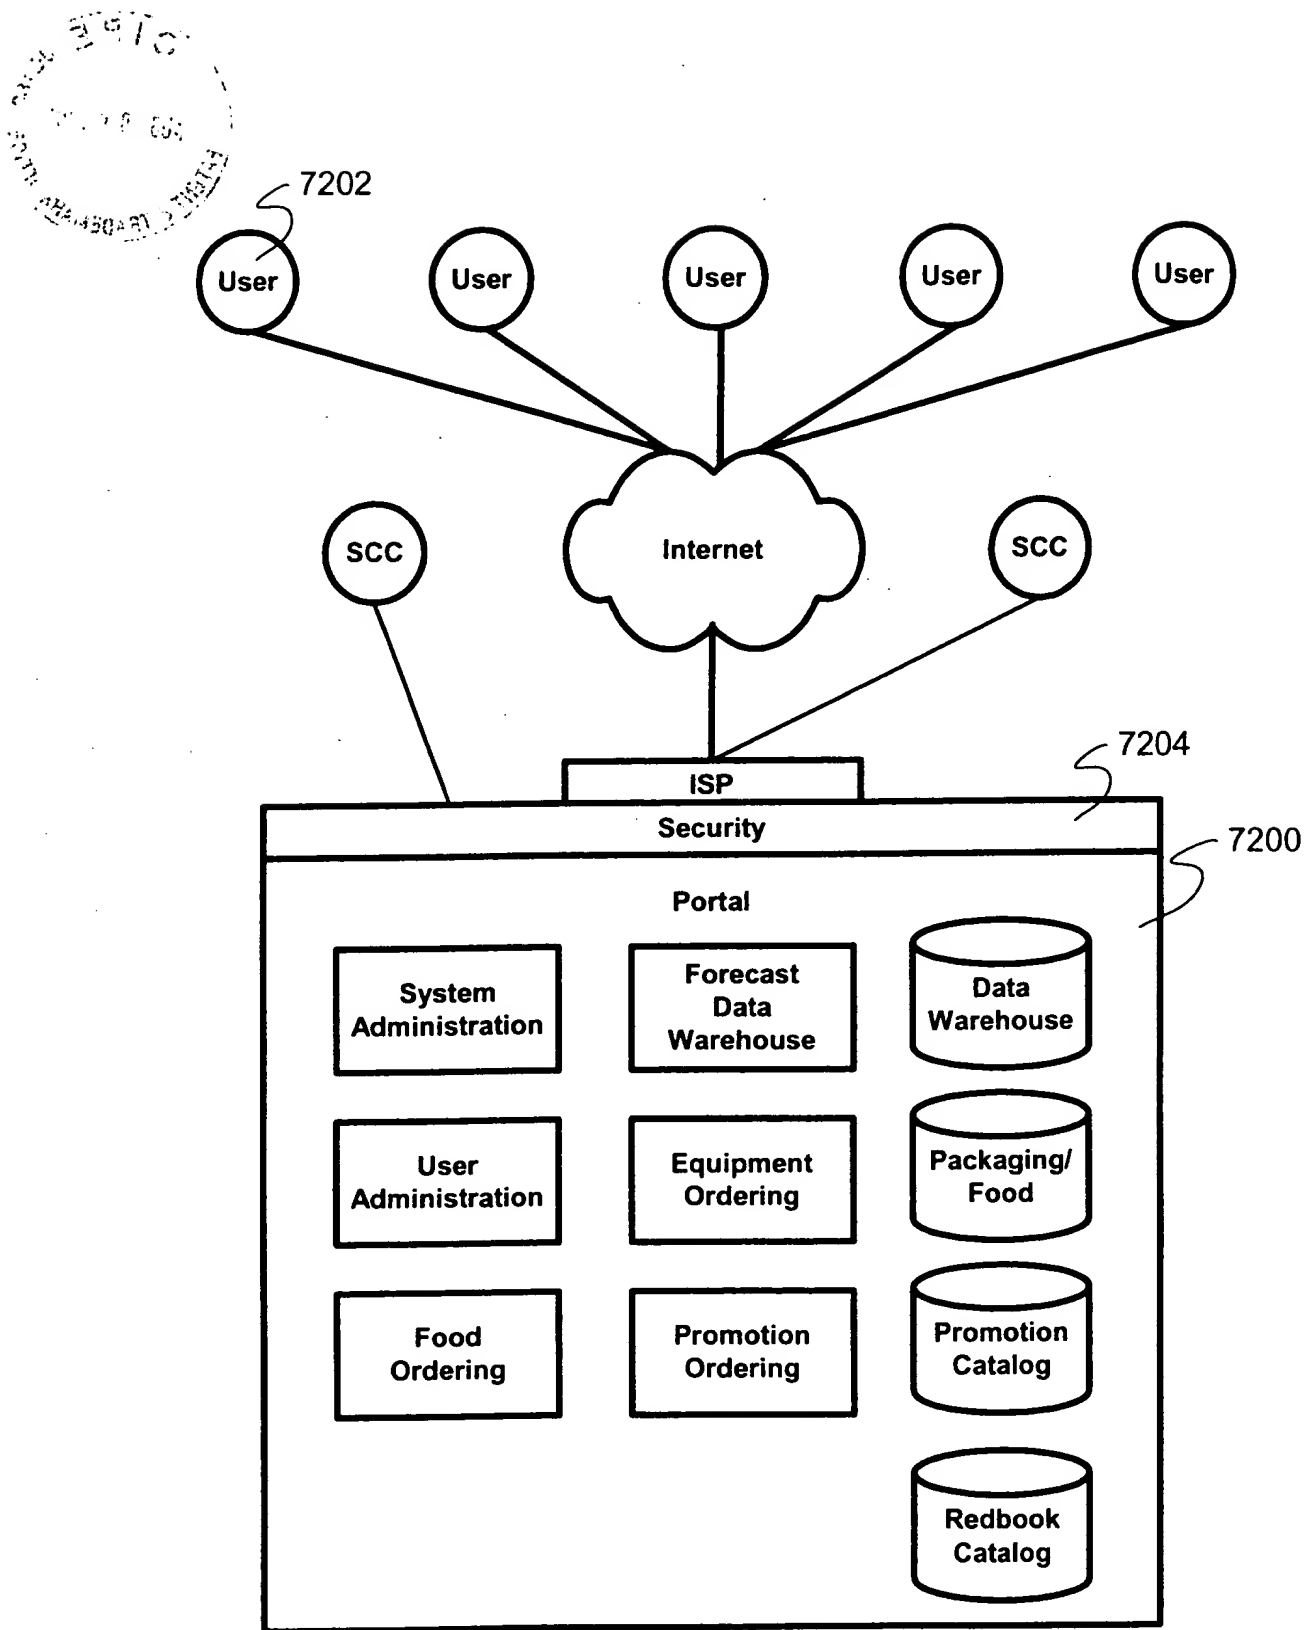 7202
User
User
User
User
User
SCC
Internet
SCC
7204
ISP
Security
7200
Portal
System
Administration
Forecast
Data
Warehouse
Data
Warehouse
User
Administration
Equipment
Ordering
Packaging/
Food
Food
Ordering
Promotion
Ordering
Promotion
Catalog
Redbook
Catalog